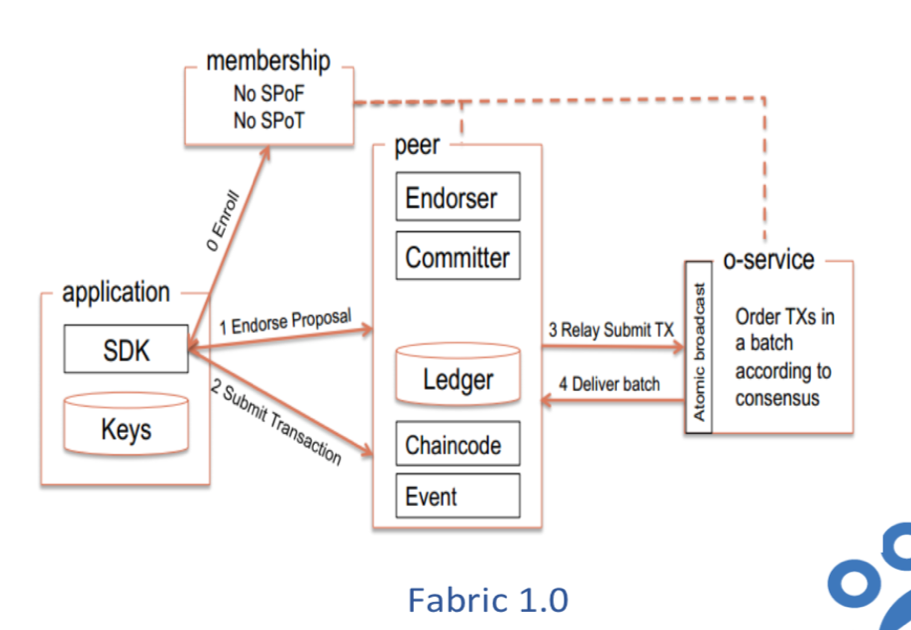 membership
No SPoF
No SPoT
peer
Endorser
Committer
0 Enroll
application
SDK
Keys
1 Endorse Proposal
2 Submit Transaction
Ledger
Chaincode
Event
3 Relay Submit TX
4 Deliver batch
Atomic broadcast
o-service
Order TXs in
a batch
according to
consensus
Fabric 1.0